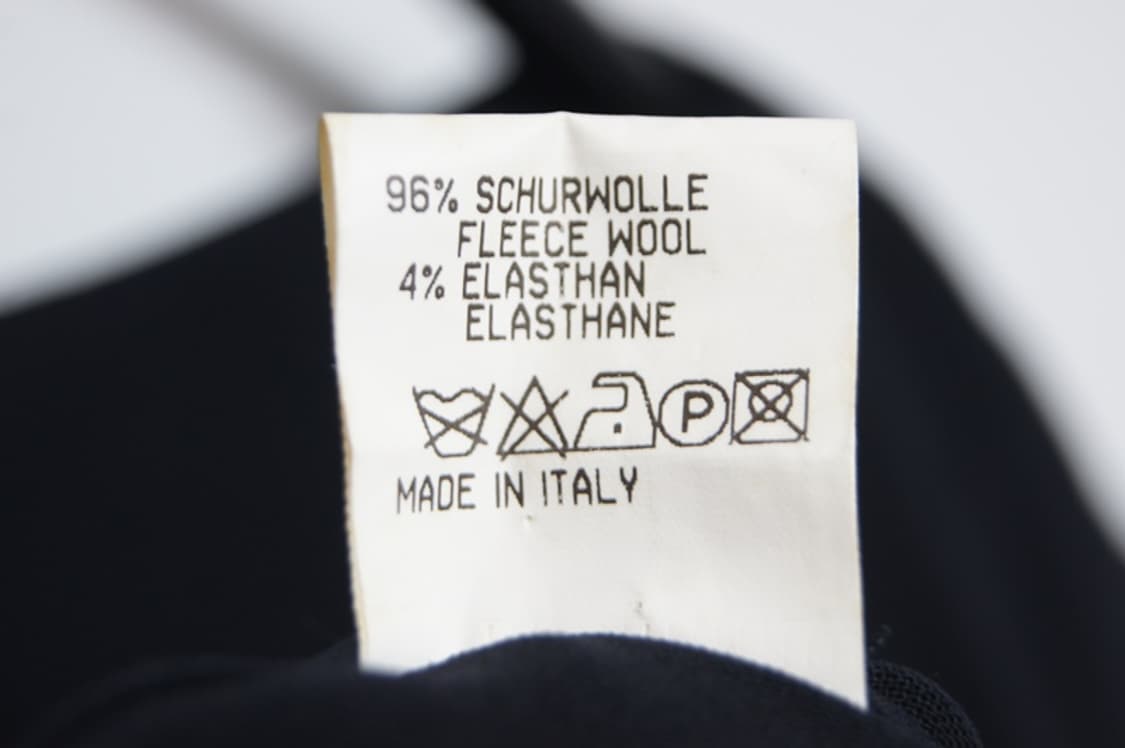 96% SCHURWOLLE
FLEECE WOOL
4% ELASTHAN
ELASTHANE
P
MADE IN ITALY